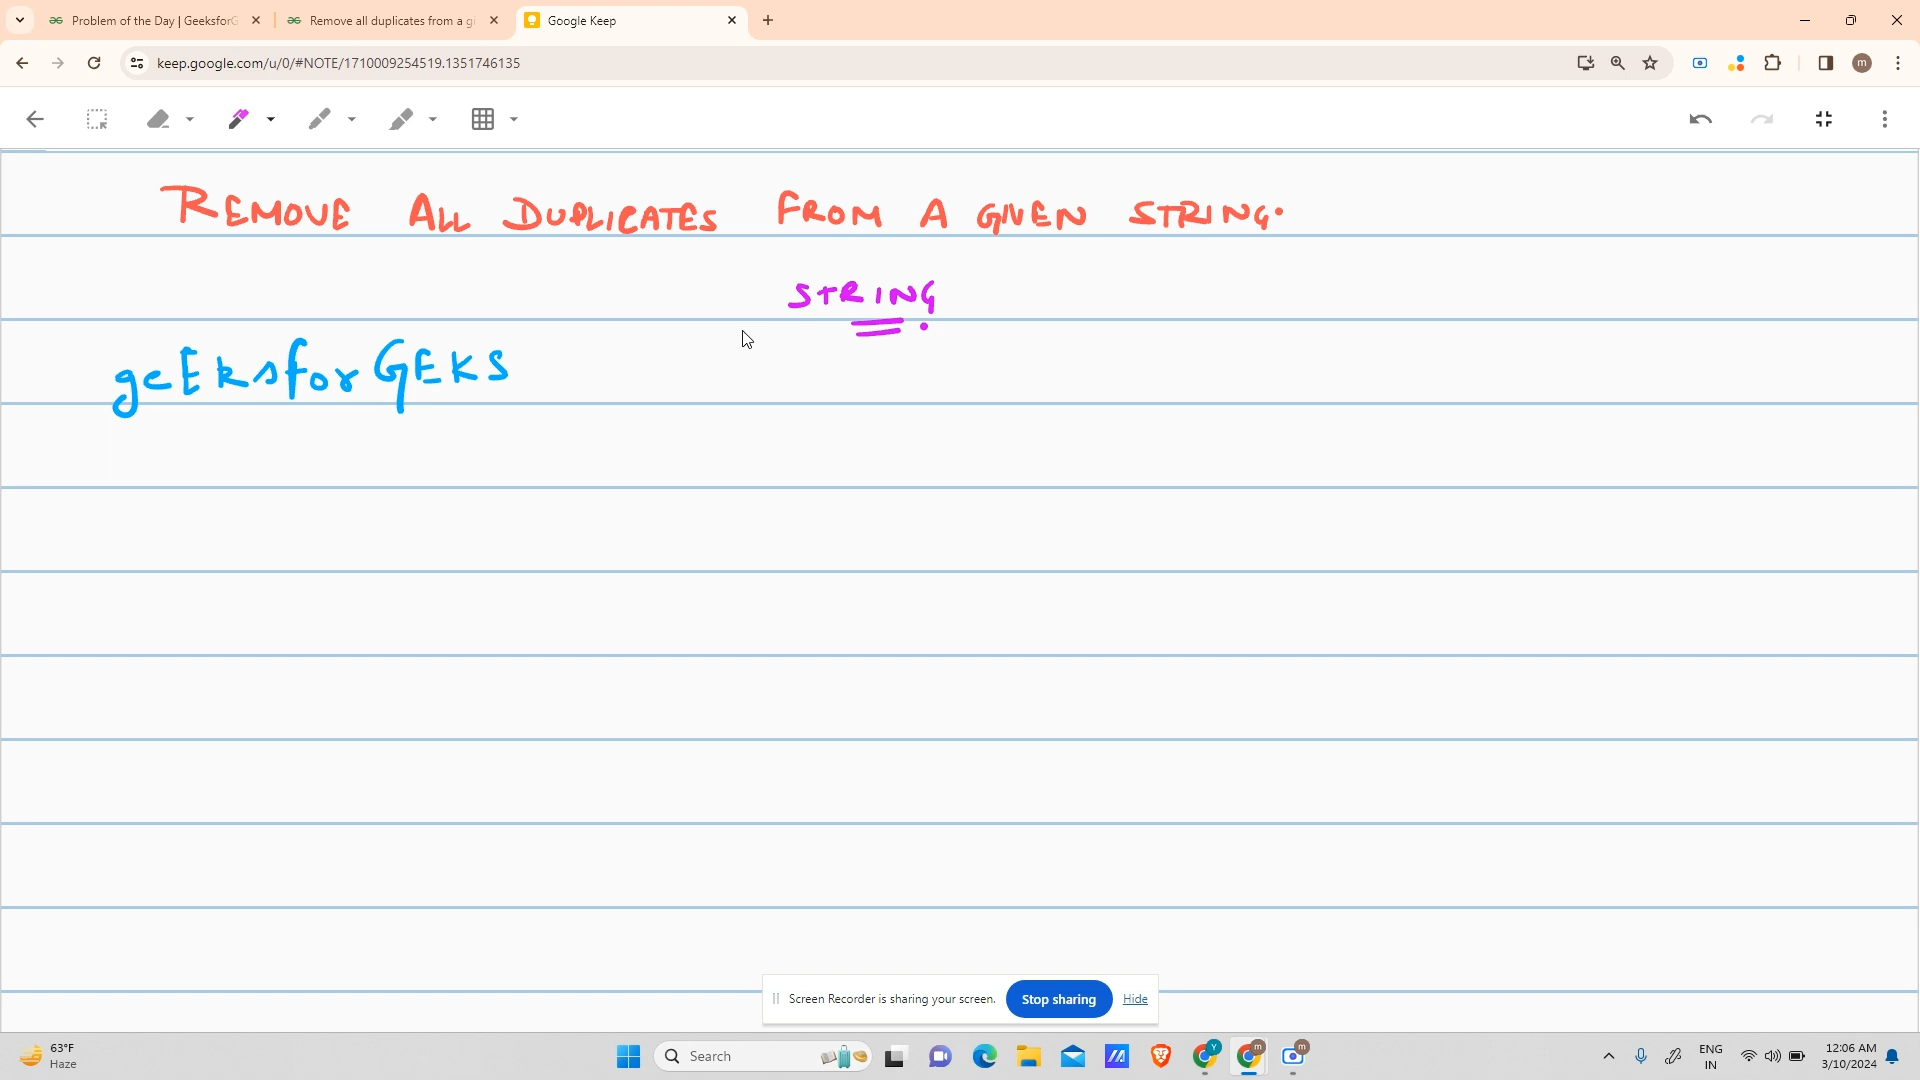 Problem of the Day | GeeksforG
Remove all duplicates from a gi
Google Keep
keep.google.com/u/0/#NOTE/1710009254519.1351746135
m
REMOVE ALL DUPLICATES FROM A GIVEN STRING.
STRING
geEksforGEKS
Screen Recorder is sharing your screen.
Stop sharing
Hide
63°F
Haze
Search
Y
m
m
ENG
IN
12:06 AM
3/10/2024